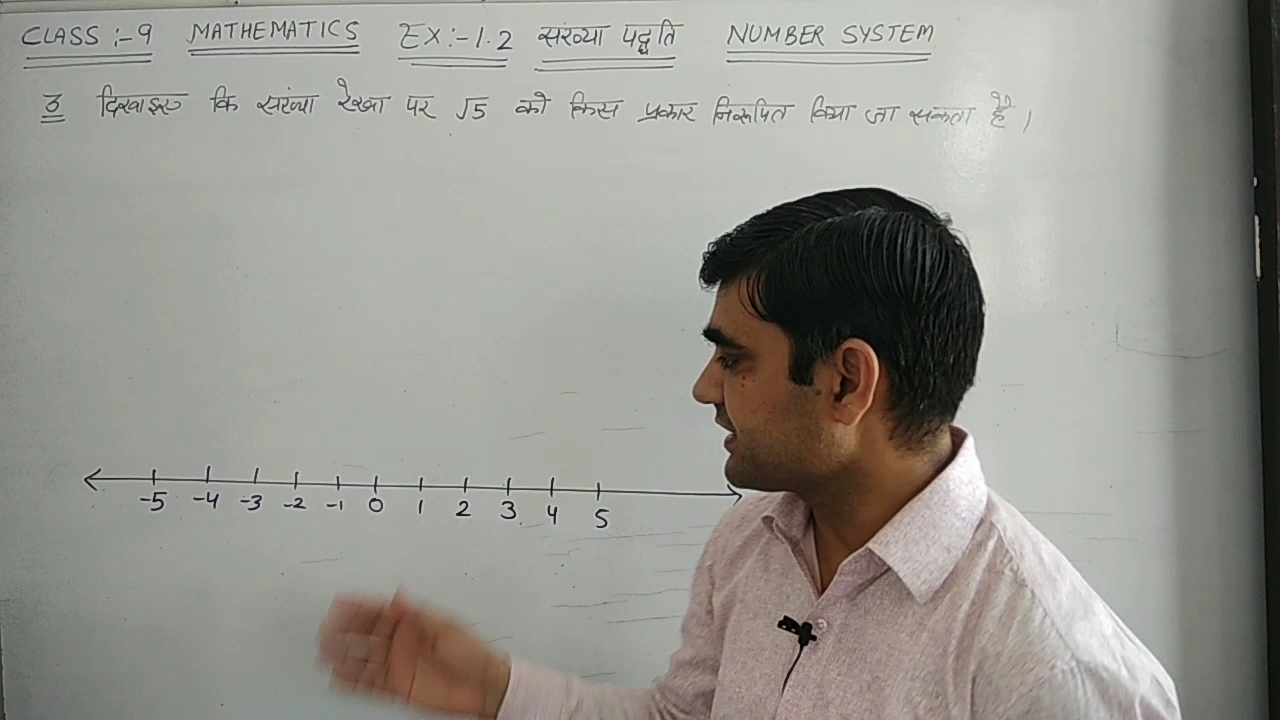 CLASS :- 9 MATHEMATICS EX:-1.2 संख्या पद्धति NUMBER SYSTEM
3 दिखाइए कि संख्या रेखा पर √5 को किस प्रकार निरूपित किया जा सकता है ।
-5 -4 -3 -2 -1 0 1 2 3 4 5